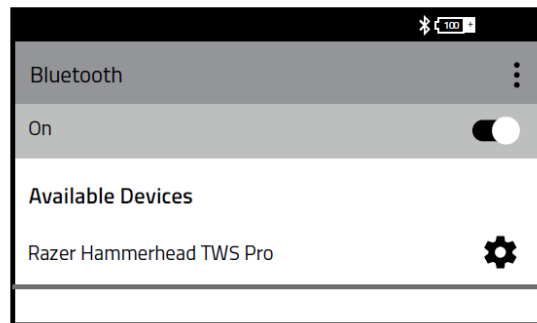 100 +
Bluetooth
On
Available Devices
Razer Hammerhead TWS Pro